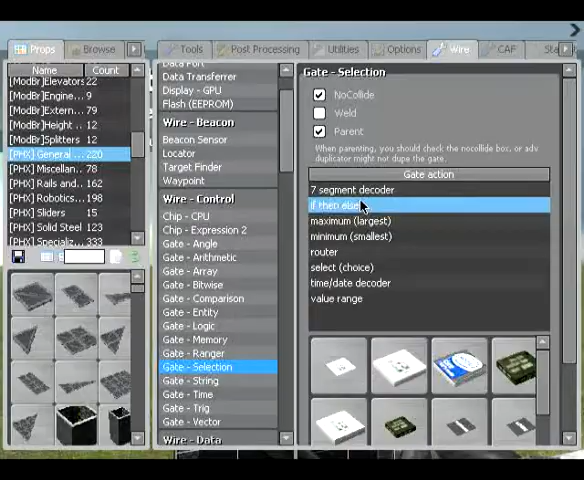 Props
Browse
Tools
Post Processing
Utilities
Options
Wire
CAF
Name
Count
[ModBr]Elevators 22
[ModBr]Engine... 9
[ModBr]Extern... 79
[ModBr]Height ... 12
[ModBr]Splitters 12
[PHX] General ... 220
[PHX] Miscellan... 78
[PHX] Rails and... 162
[PHX] Robotics... 198
[PHX] Sliders 15
[PHX] Solid Steel 123
[PHX] Specializ... 333
Data Port
Data Transferrer
Display - GPU
Flash (EEPROM)
Wire - Beacon
Beacon Sensor
Locator
Target Finder
Waypoint
Wire - Control
Chip - CPU
Chip - Expression 2
Gate - Angle
Gate - Arithmetic
Gate - Array
Gate - Bitwise
Gate - Comparison
Gate - Entity
Gate - Logic
Gate - Memory
Gate - Ranger
Gate - Selection
Gate - String
Gate - Time
Gate - Trig
Gate - Vector
Wire - Data
Gate - Selection
NoCollide
Weld
Parent
When parenting, you should check the nocollide box, or adv
duplicator might not dupe the gate.
Gate action
7 segment decoder
if then else
maximum (largest)
minimum (smallest)
router
select (choice)
time/date decoder
value range